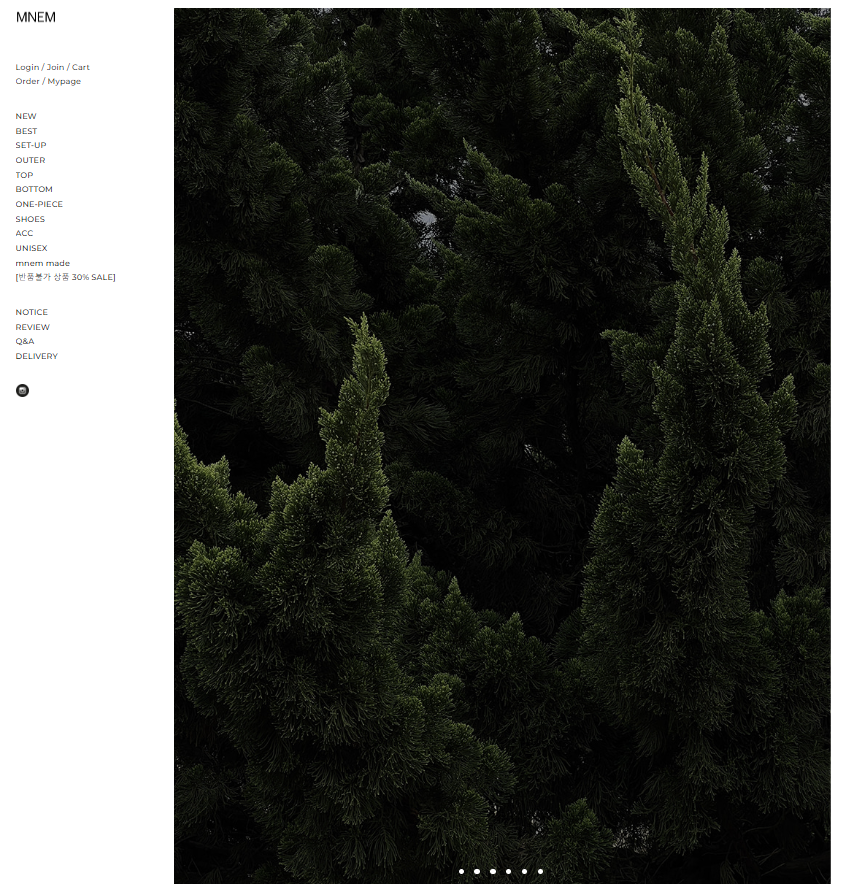 MNEM
Login / Join / Cart
Order / Mypage
NEW
BEST
SET-UP
OUTER
TOP
BOTTOM
ONE-PIECE
SHOES
ACC
UNISEX
mnem made
[반품불가 상품 30% SALE]
NOTICE
REVIEW
Q&A
DELIVERY